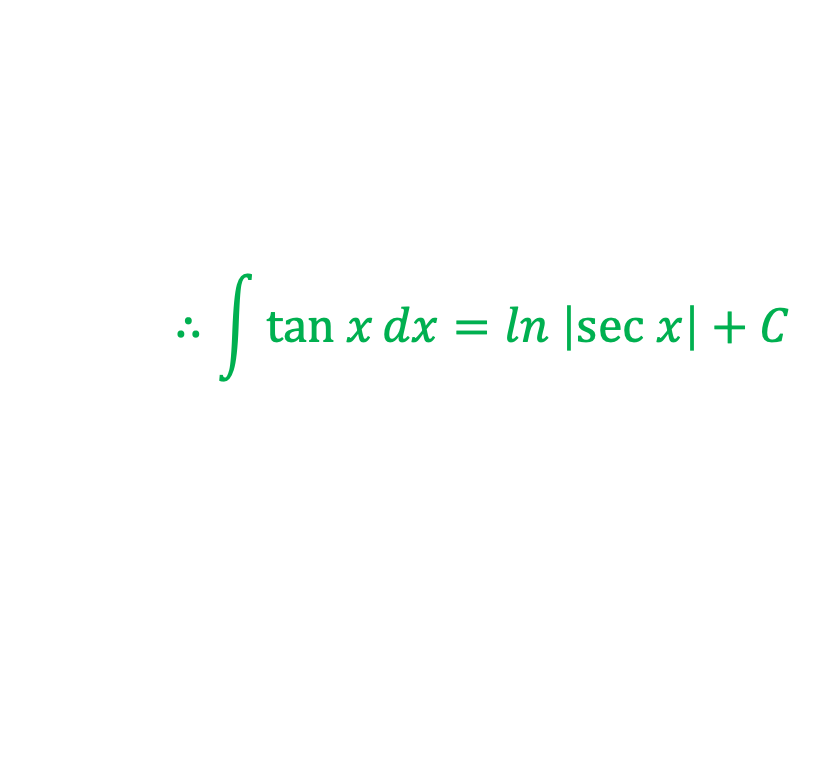 ∴ ∫ tan x dx = ln |sec x| + C